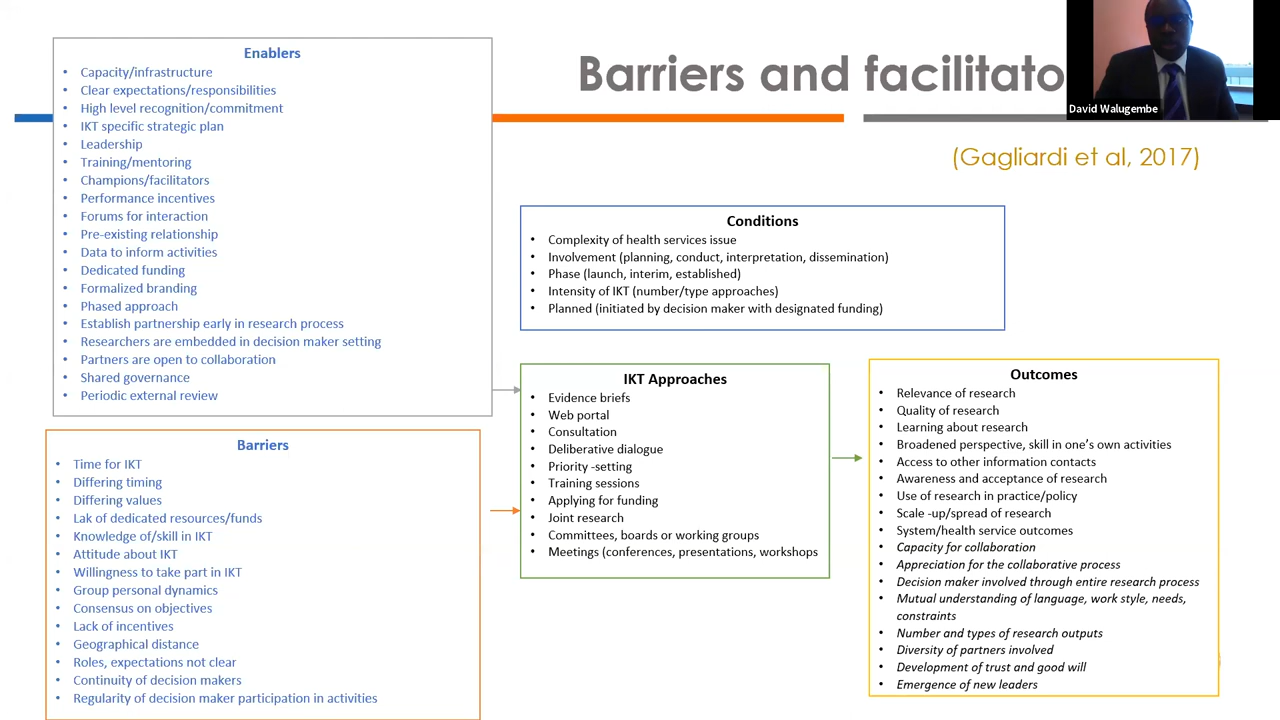 Barriers and facilitato
David Walugembe
(Gagliardi et al, 2017)
Enablers
• Capacity/infrastructure
• Clear expectations/responsibilities
• High level recognition/commitment
• IKT specific strategic plan
• Leadership
• Training/mentoring
• Champions/facilitators
• Performance incentives
• Forums for interaction
• Pre-existing relationship
• Data to inform activities
• Dedicated funding
• Formalized branding
• Phased approach
• Establish partnership early in research process
• Researchers are embedded in decision maker setting
• Partners are open to collaboration
• Shared governance
• Periodic external review
Barriers
• Time for IKT
• Differing timing
• Differing values
• Lak of dedicated resources/funds
• Knowledge of/skill in IKT
• Attitude about IKT
• Willingness to take part in IKT
• Group personal dynamics
• Consensus on objectives
• Lack of incentives
• Geographical distance
• Roles, expectations not clear
• Continuity of decision makers
• Regularity of decision maker participation in activities
Conditions
• Complexity of health services issue
• Involvement (planning, conduct, interpretation, dissemination)
• Phase (launch, interim, established)
• Intensity of IKT (number/type approaches)
• Planned (initiated by decision maker with designated funding)
IKT Approaches
• Evidence briefs
• Web portal
• Consultation
• Deliberative dialogue
• Priority -setting
• Training sessions
• Applying for funding
• Joint research
• Committees, boards or working groups
• Meetings (conferences, presentations, workshops
Outcomes
• Relevance of research
• Quality of research
• Learning about research
• Broadened perspective, skill in one's own activities
• Access to other information contacts
• Awareness and acceptance of research
• Use of research in practice/policy
• Scale -up/spread of research
• System/health service outcomes
• Capacity for collaboration
• Appreciation for the collaborative process
• Decision maker involved through entire research process
• Mutual understanding of language, work style, needs,
constraints
• Number and types of research outputs
• Diversity of partners involved
• Development of trust and good will
• Emergence of new leaders